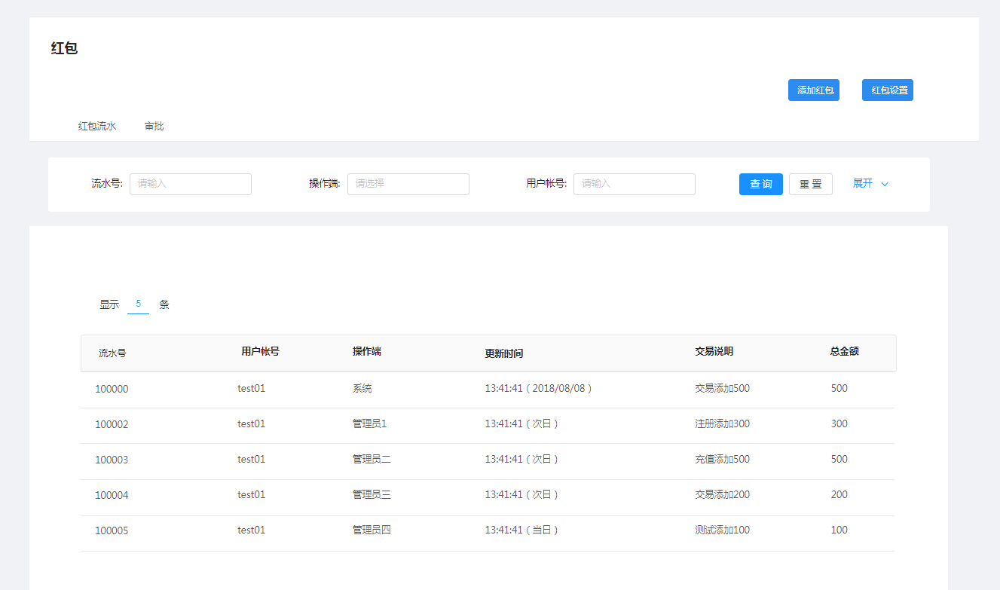 红包
添加红包 红包设置
红包流水 审批
流水号: 请输入 操作端: 请选择 用户帐号: 请输入 查 询 重 置 展开
显示 5 条
流水号 用户帐号 操作端 更新时间 交易说明 总金额
100000 test01 系统 13:41:41 ( 2018/08/08 ) 交易添加500 500
100002 test01 管理员1 13:41:41 ( 次日 ) 注册添加300 300
100003 test01 管理员二 13:41:41 ( 次日 ) 充值添加500 500
100004 test01 管理员三 13:41:41 ( 次日 ) 交易添加200 200
100005 test01 管理员四 13:41:41 ( 当日 ) 测试添加100 100